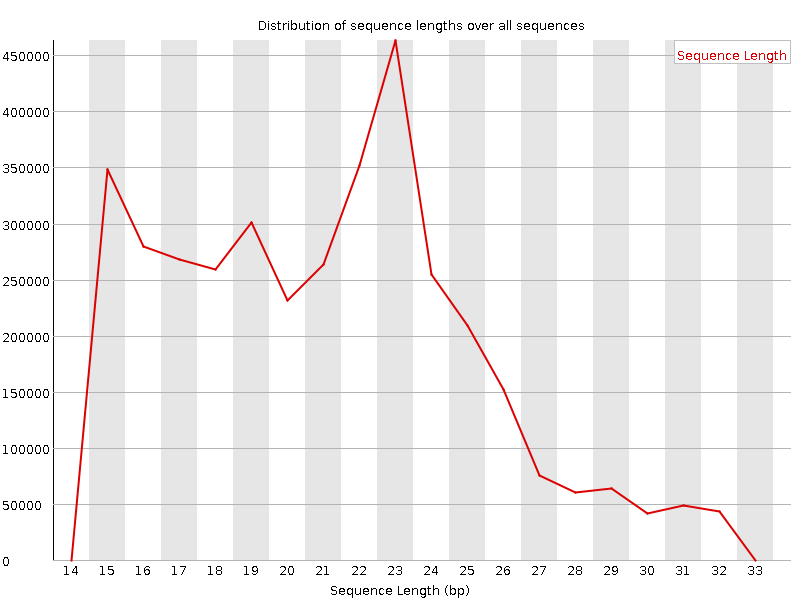 Distribution of sequence lengths over all sequences
Sequence Length
450000
400000
350000
300000
250000
200000
150000
100000
50000
0
14 15 16 17 18 19 20 21 22 23 24 25 26 27 28 29 30 31 32 33
Sequence Length (bp)